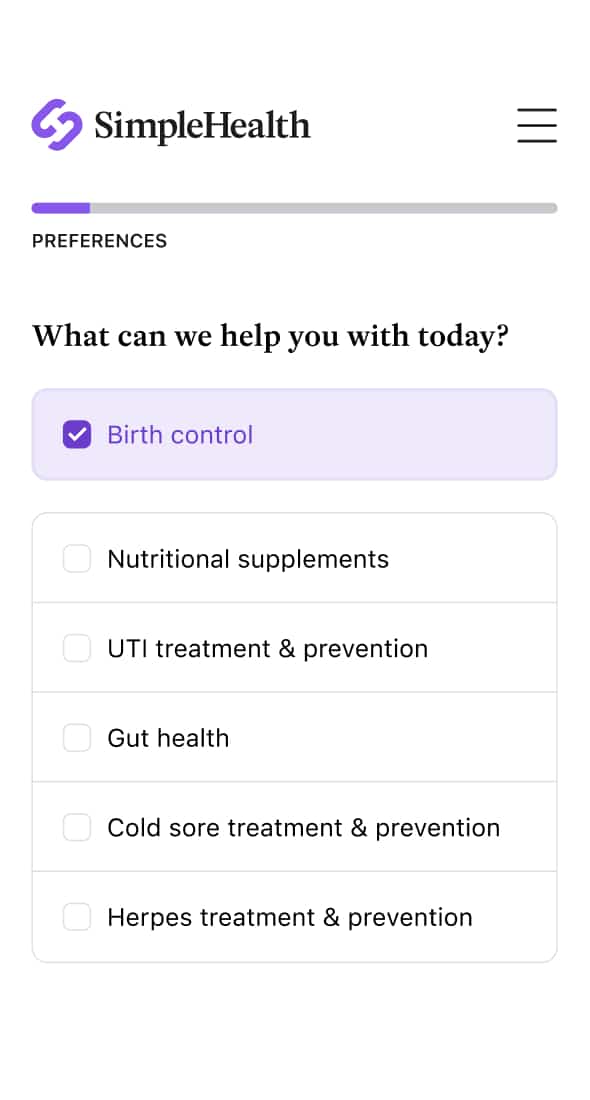 SimpleHealth
PREFERENCES
What can we help you with today?
Birth control
Nutritional supplements
UTI treatment & prevention
Gut health
Cold sore treatment & prevention
Herpes treatment & prevention